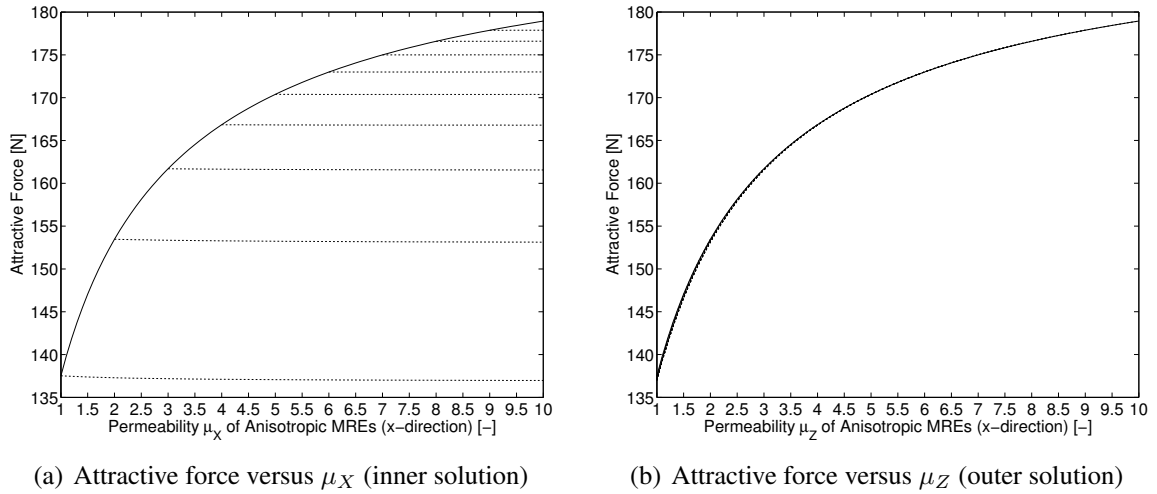 180
175
170
165
160
155
150
145
140
135
Attractive Force [N]
1 1.5 2 2.5 3 3.5 4 4.5 5 5.5 6 6.5 7 7.5 8 8.5 9 9.5 10
Permeability μ_X of Anisotropic MREs (x−direction) [−]
(a) Attractive force versus μ_X (inner solution)
180
175
170
165
160
155
150
145
140
135
Attractive Force [N]
1 1.5 2 2.5 3 3.5 4 4.5 5 5.5 6 6.5 7 7.5 8 8.5 9 9.5 10
Permeability μ_Z of Anisotropic MREs (x−direction) [−]
(b) Attractive force versus μ_Z (outer solution)